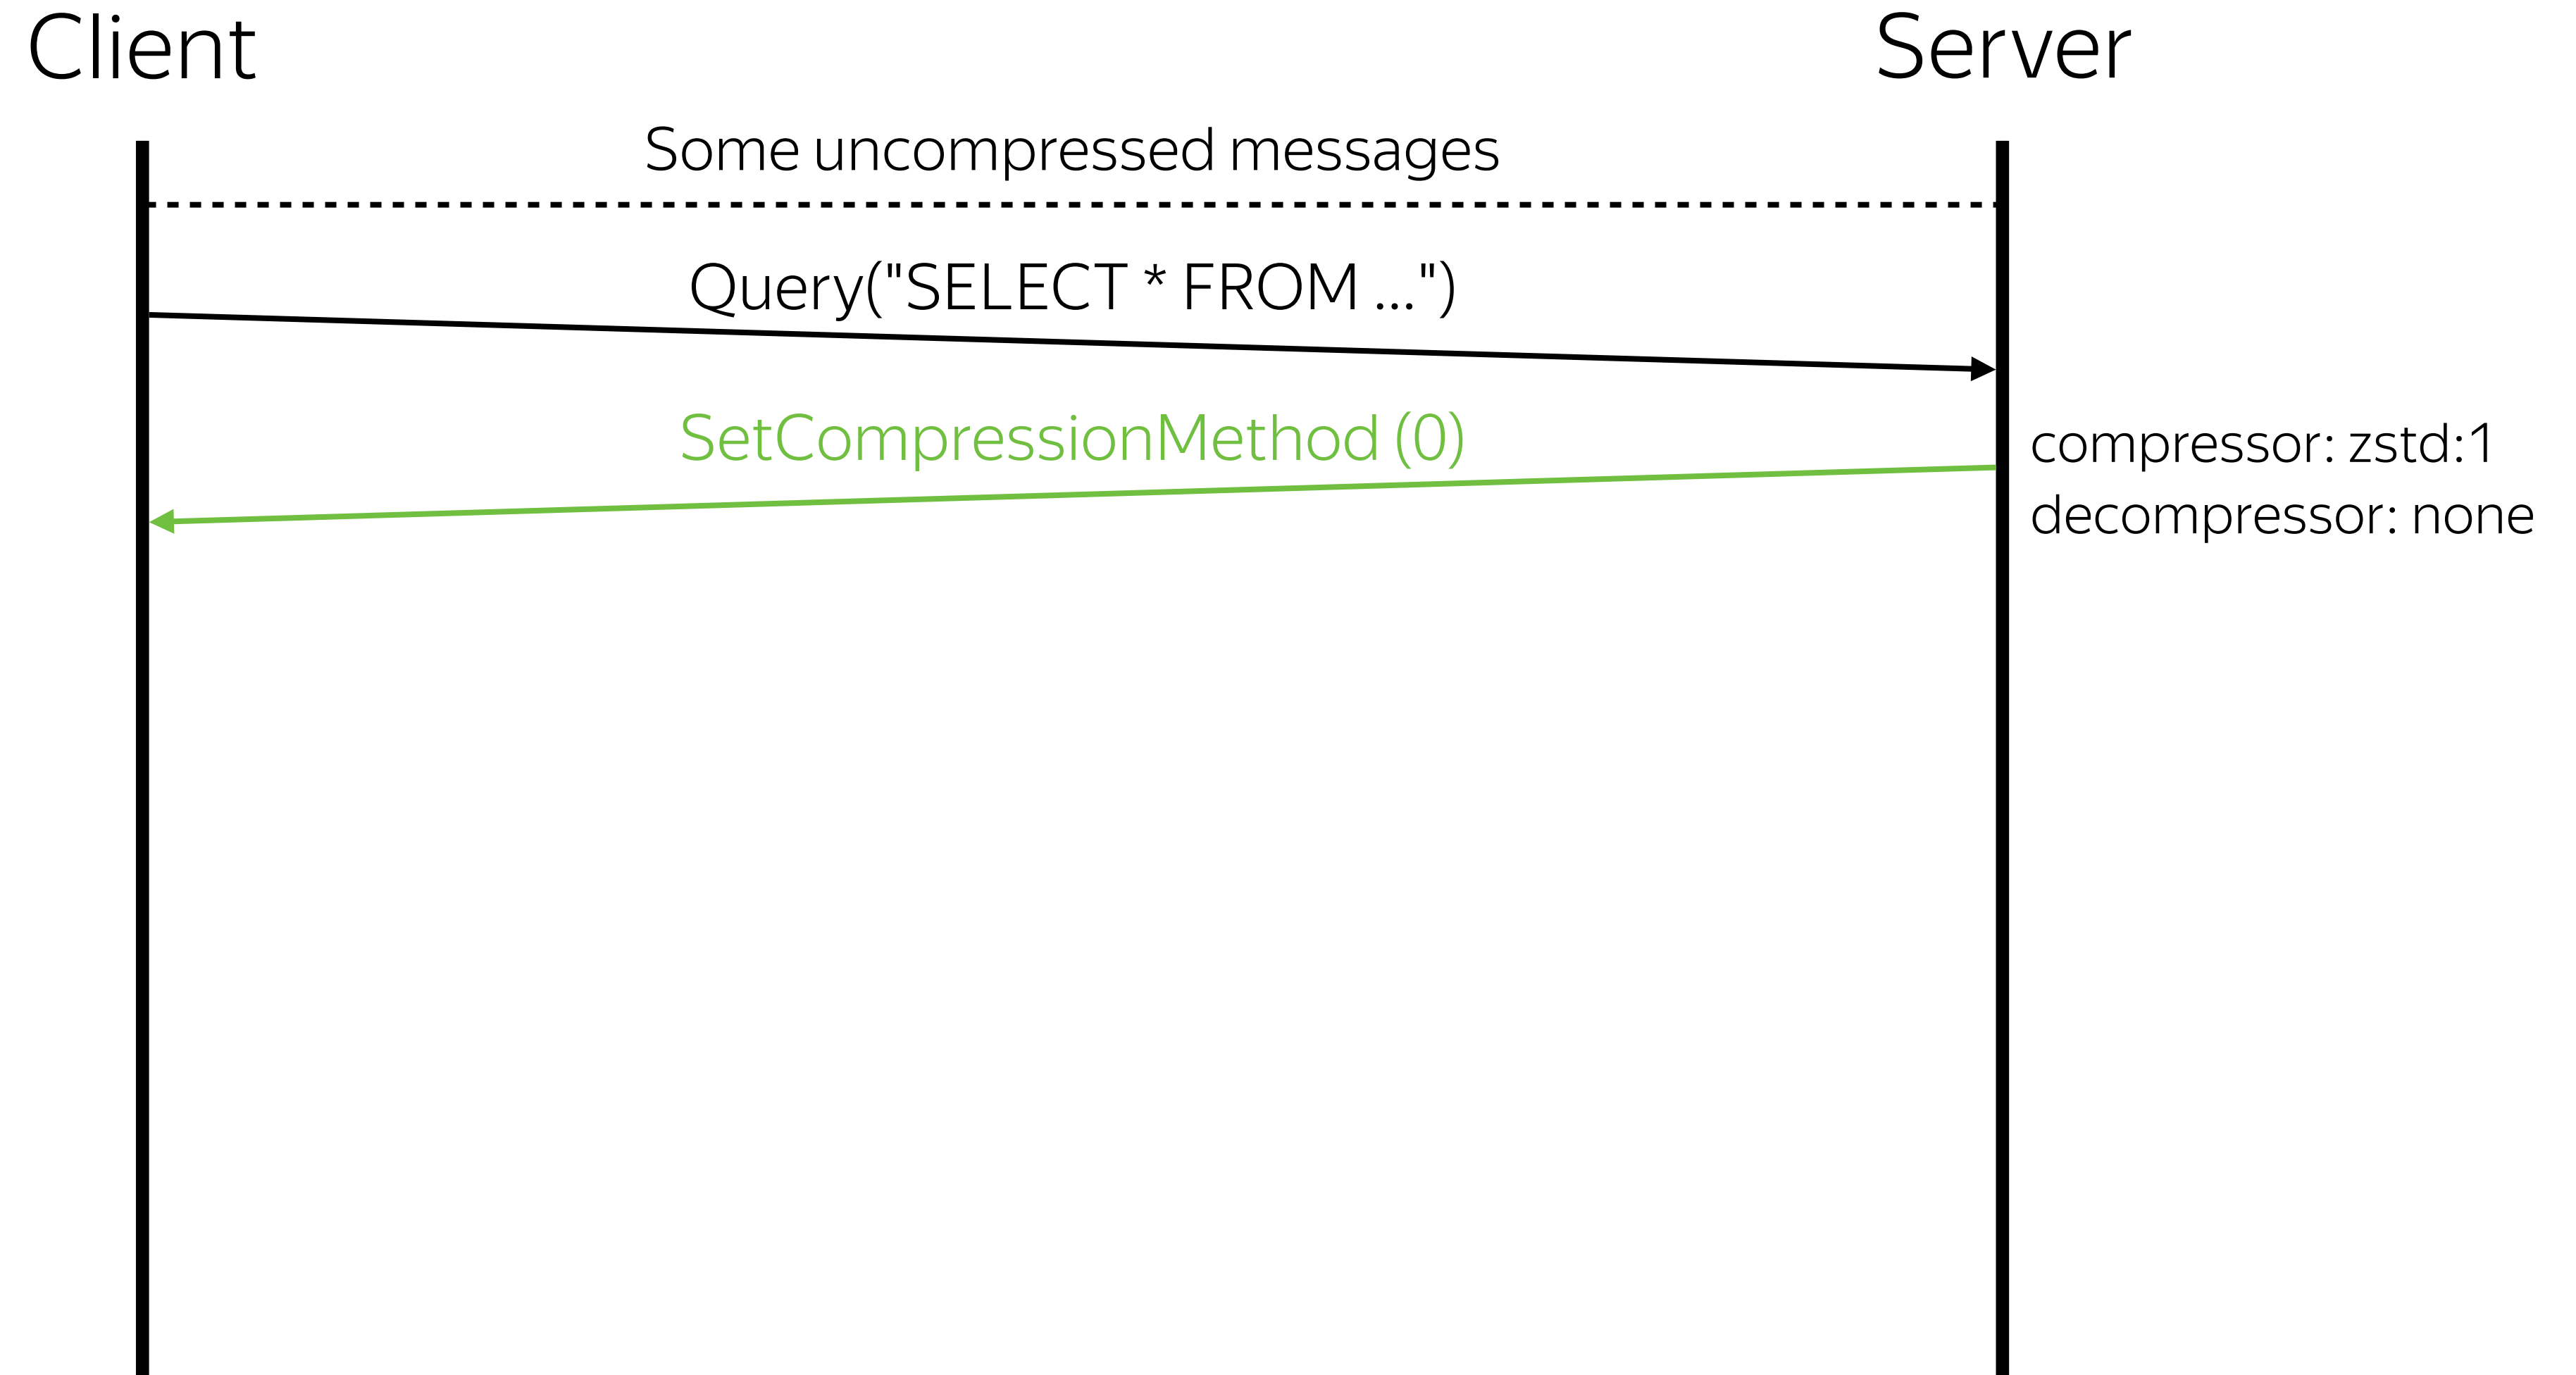 Client
Server
Some uncompressed messages
Query("SELECT * FROM ...")
SetCompressionMethod (0)
compressor: zstd:1
decompressor: none